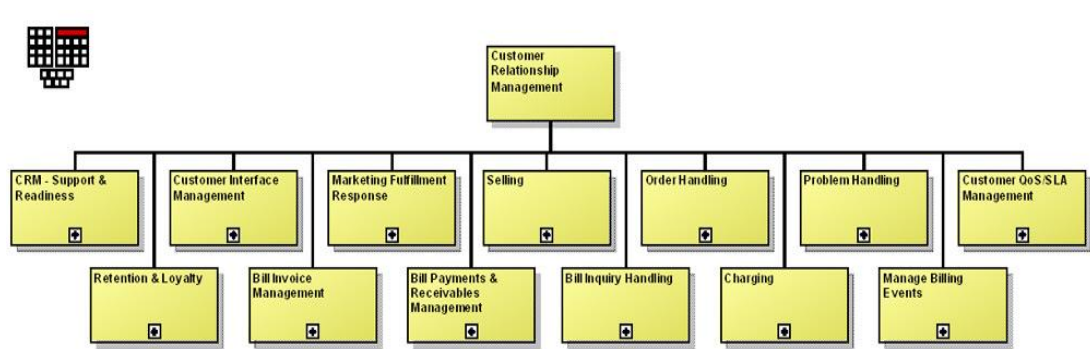 Customer
Relationship
Management
CRM - Support &
Readiness
Customer Interface
Management
Marketing Fulfillment
Response
Selling
Order Handling
Problem Handling
Customer QoS/SLA
Management
Retention & Loyalty
Bill Invoice
Management
Bill Payments &
Receivables
Management
Bill Inquiry Handling
Charging
Manage Billing
Events